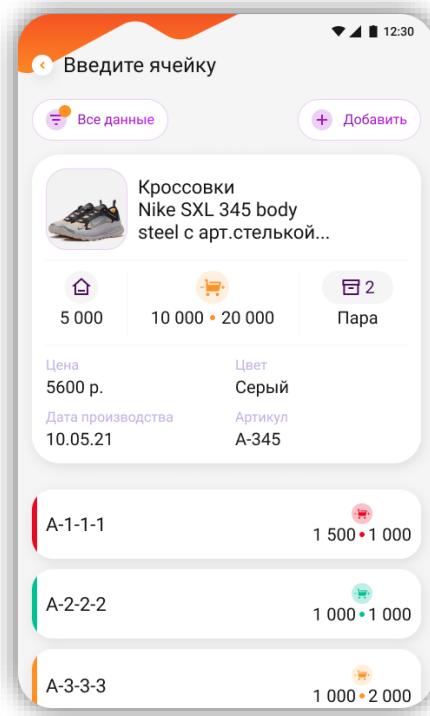 12:30
Введите ячейку
Все данные
Добавить
Кроссовки
Nike SXL 345 body
steel с арт.стелькой...
2
5 000
10 000 • 20 000
Пара
Цена
Цвет
5600 р.
Серый
Дата производства
Артикул
10.05.21
А-345
А-1-1-1
1 500 • 1 000
А-2-2-2
1 000 • 1 000
А-3-3-3
1 000 • 2 000